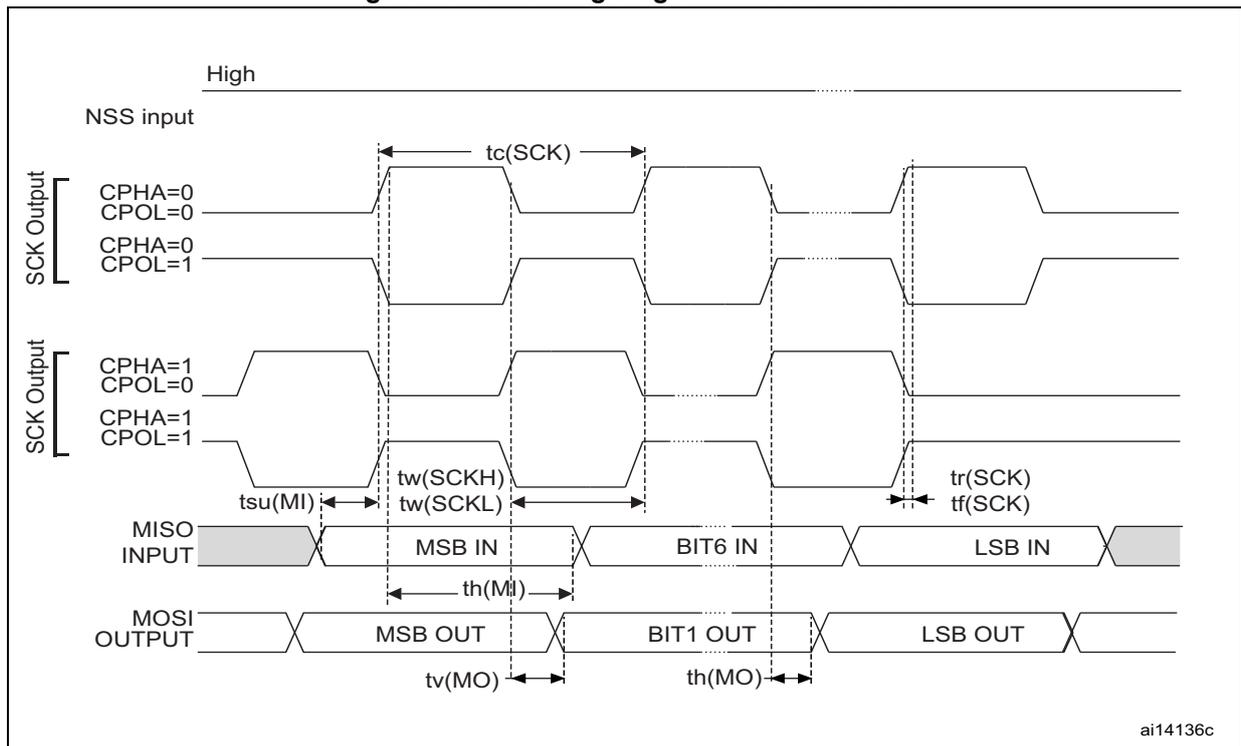 High
NSS input
tc(SCK)
SCK Output
CPHA=0
CPOL=0
CPHA=0
CPOL=1
SCK Output
CPHA=1
CPOL=0
CPHA=1
CPOL=1
tsu(MI)
tw(SCKH)
tw(SCKL)
tr(SCK)
tf(SCK)
MISO
INPUT
MSB IN
BIT6 IN
LSB IN
th(MI)
MOSI
OUTPUT
MSB OUT
BIT1 OUT
LSB OUT
tv(MO)
th(MO)
ai14136c